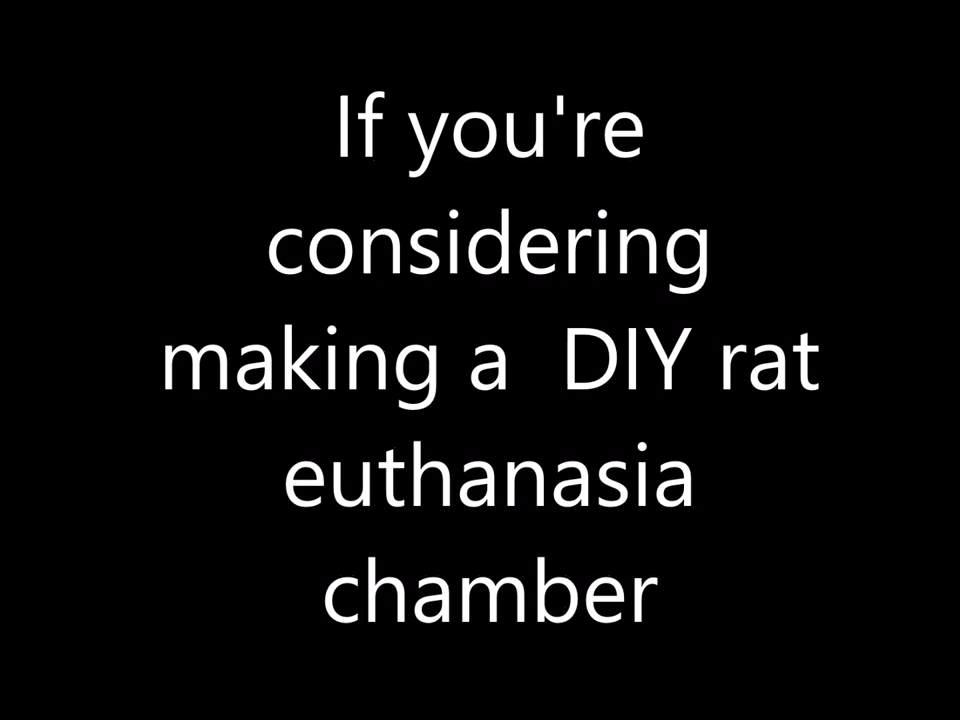 If you're
considering
making a  DIY rat
euthanasia
chamber